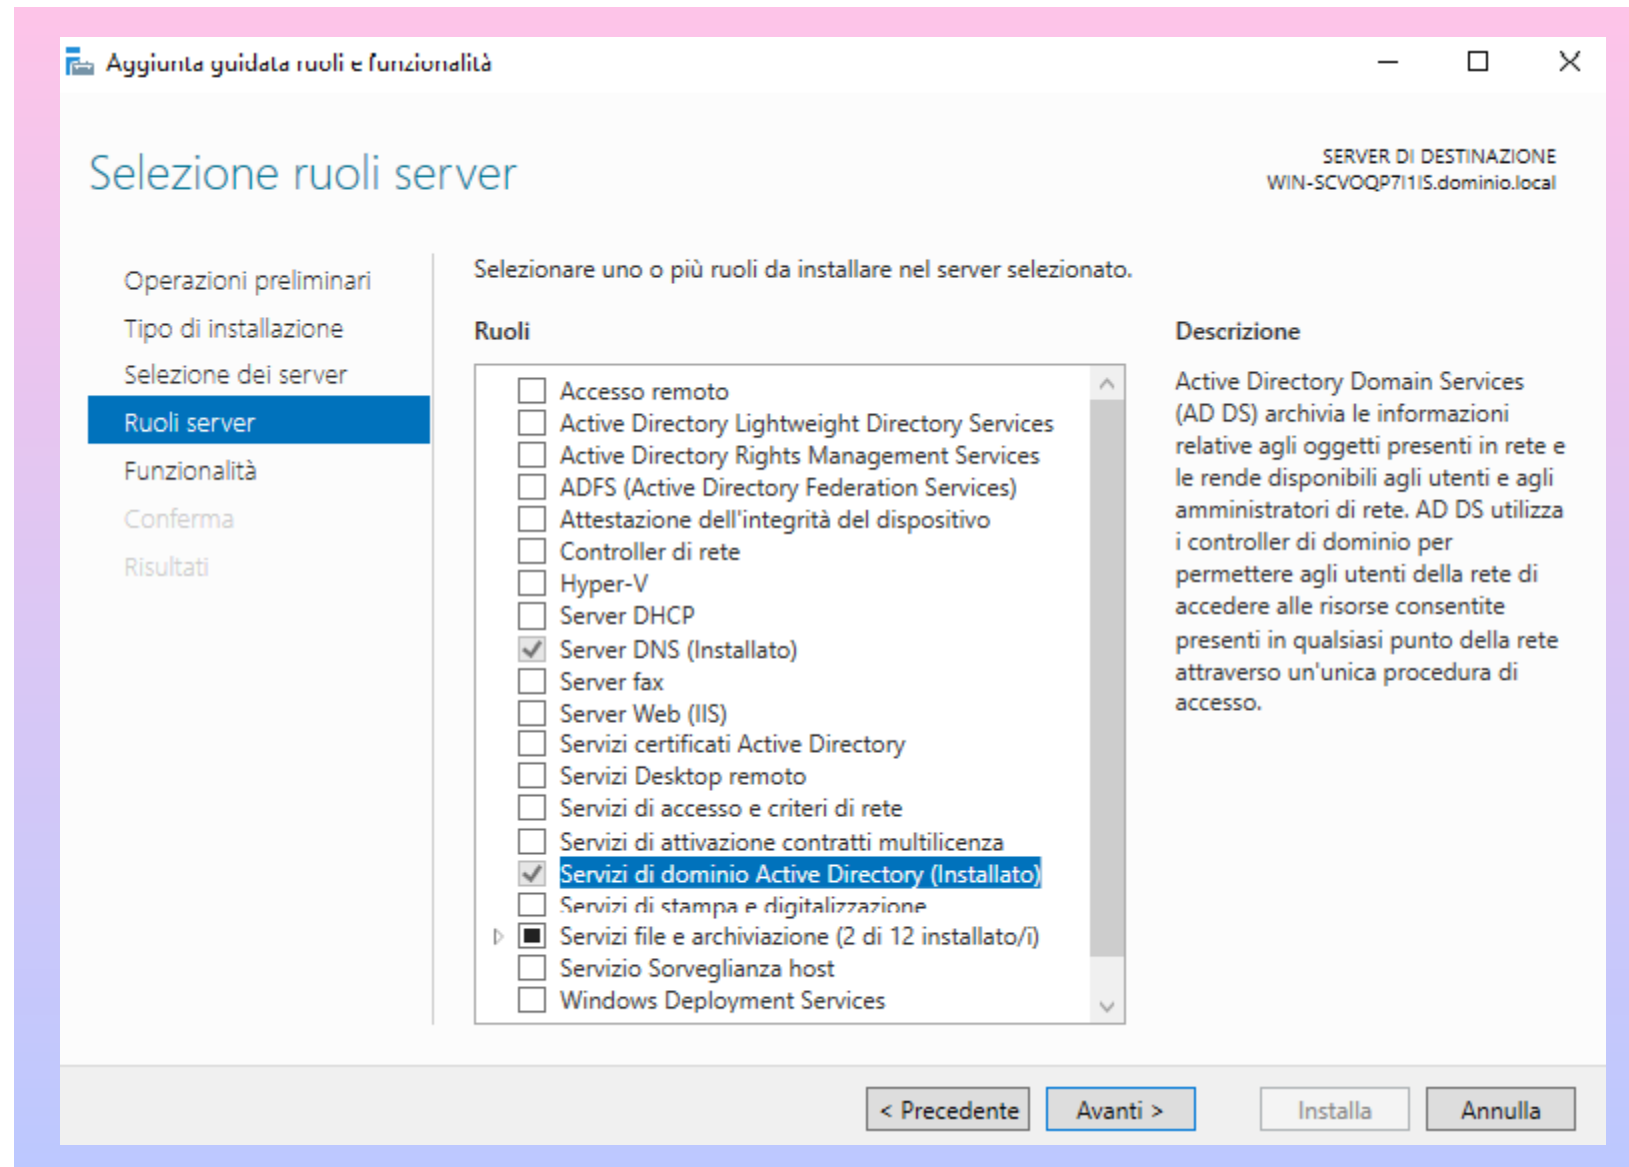 Aggiunta guidata ruoli e funzionalità
Selezione ruoli server
SERVER DI DESTINAZIONE
WIN-SCVOQP7I1IS.dominio.local
Operazioni preliminari
Tipo di installazione
Selezione dei server
Ruoli server
Funzionalità
Conferma
Risultati
Selezionare uno o più ruoli da installare nel server selezionato.
Ruoli
Accesso remoto
Active Directory Lightweight Directory Services
Active Directory Rights Management Services
ADFS (Active Directory Federation Services)
Attestazione dell'integrità del dispositivo
Controller di rete
Hyper-V
Server DHCP
Server DNS (Installato)
Server fax
Server Web (IIS)
Servizi certificati Active Directory
Servizi Desktop remoto
Servizi di accesso e criteri di rete
Servizi di attivazione contratti multilicenza
Servizi di dominio Active Directory (Installato)
Servizi di stampa e digitalizzazione
Servizi file e archiviazione (2 di 12 installato/i)
Servizio Sorveglianza host
Windows Deployment Services
Descrizione
Active Directory Domain Services
(AD DS) archivia le informazioni
relative agli oggetti presenti in rete e
le rende disponibili agli utenti e agli
amministratori di rete. AD DS utilizza
i controller di dominio per
permettere agli utenti della rete di
accedere alle risorse consentite
presenti in qualsiasi punto della rete
attraverso un'unica procedura di
accesso.
< Precedente
Avanti >
Installa
Annulla